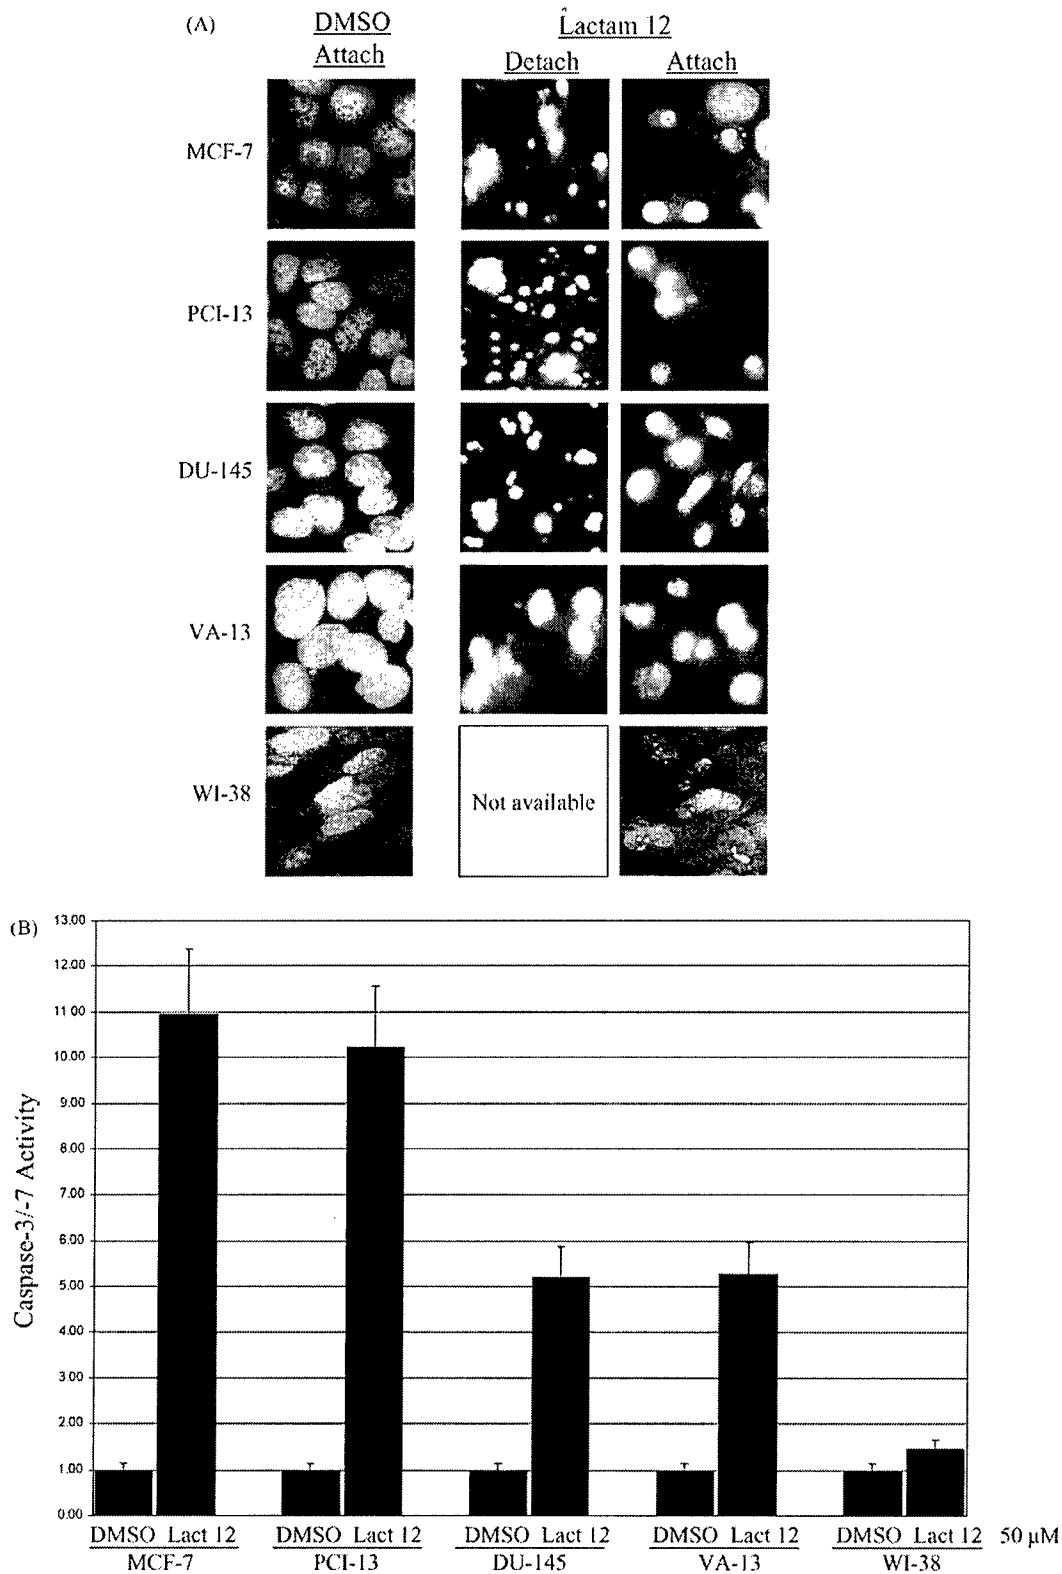 (A)
DMSO
Attach
Lactam 12
Detach
Attach
MCF-7
PCI-13
DU-145
VA-13
WI-38
Not available
(B)
13.00
12.00
11.00
10.00
9.00
8.00
7.00
6.00
5.00
4.00
3.00
2.00
1.00
0.00
Caspase-3/-7 Activity
DMSO Lact 12 DMSO Lact 12 DMSO Lact 12 DMSO Lact 12 DMSO Lact 12 50 µM
MCF-7 PCI-13 DU-145 VA-13 WI-38